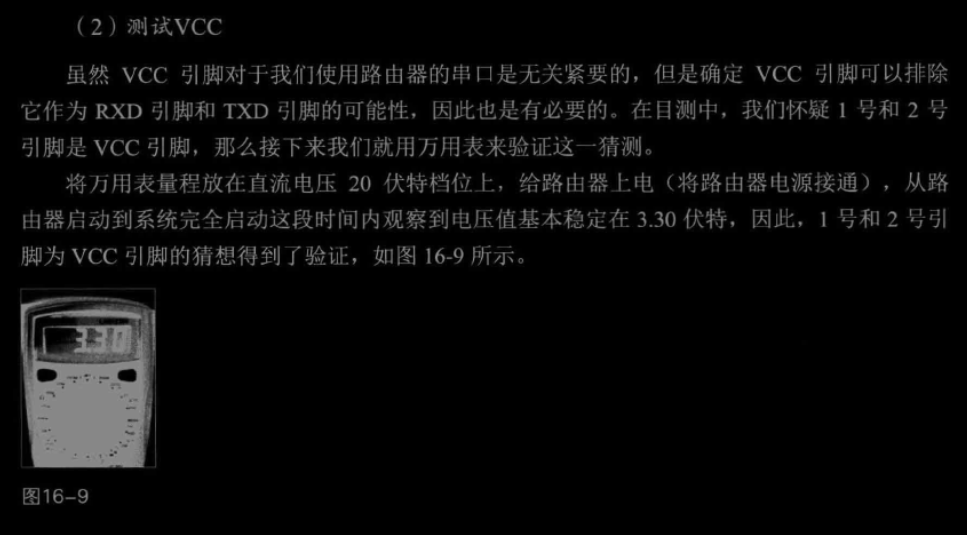 （2）测试VCC
虽然 VCC 引脚对于我们使用路由器的串口是无关紧要的，但是确定 VCC 引脚可以排除
它作为 RXD 引脚和 TXD 引脚的可能性，因此也是有必要的。在目测中，我们怀疑 1 号和 2 号
引脚是 VCC 引脚，那么接下来我们就用万用表来验证这一猜测。
将万用表量程放在直流电压 20 伏特档位上，给路由器上电（将路由器电源接通），从路
由器启动到系统完全启动这段时间内观察到电压值基本稳定在 3.30 伏特，因此，1 号和 2 号引
脚为 VCC 引脚的猜想得到了验证，如图 16-9 所示。
3.30
图16-9